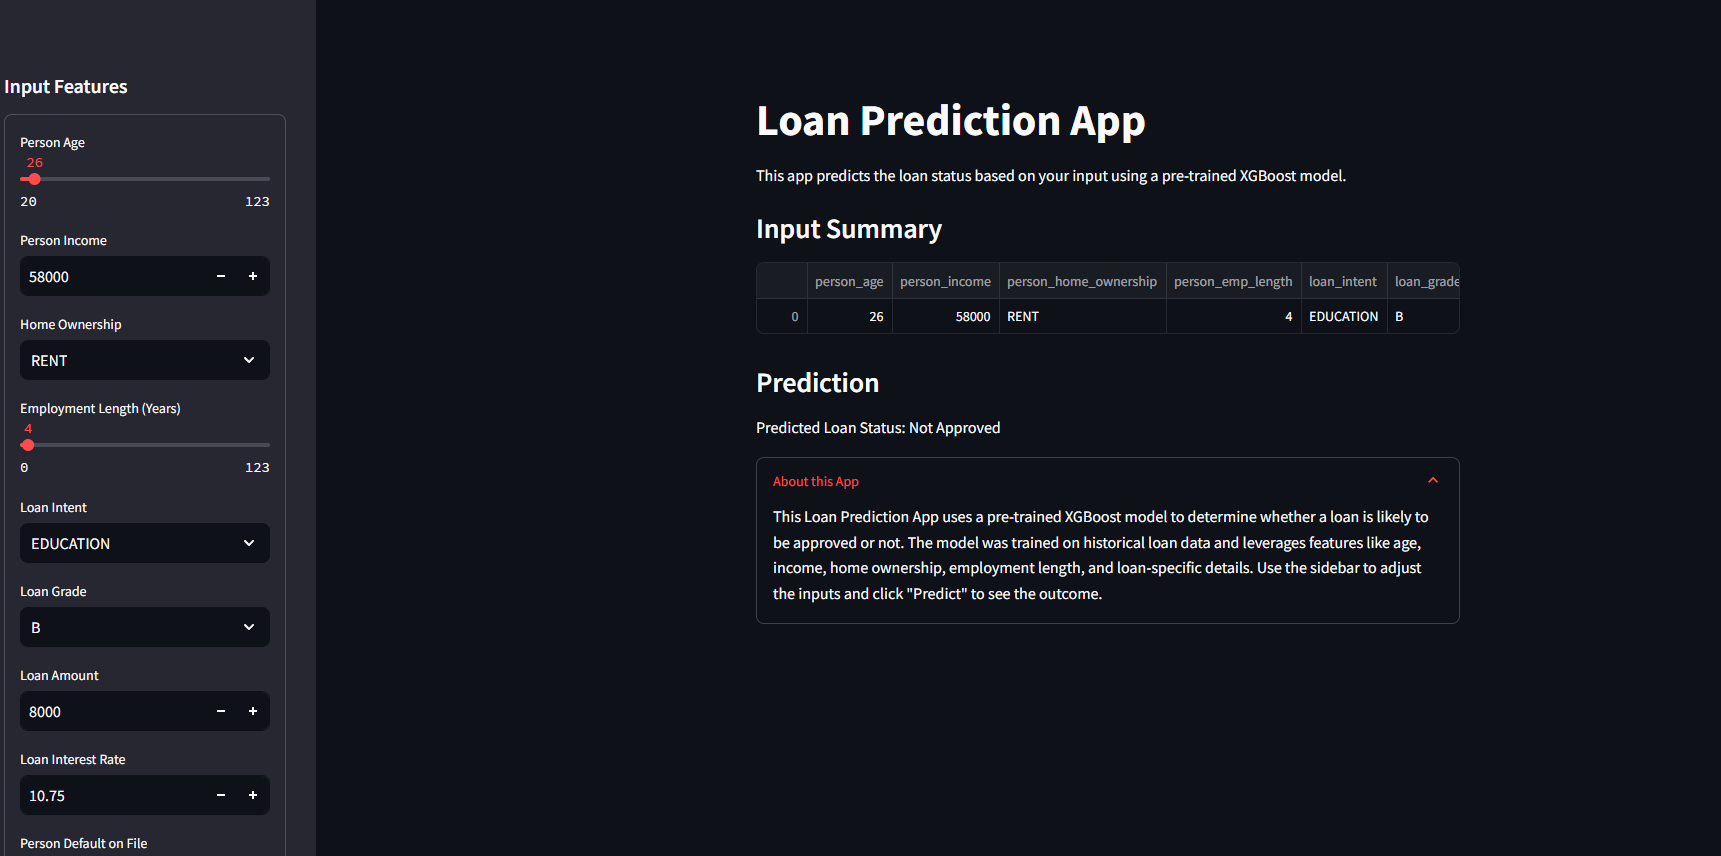 Input Features
Person Age
26
20 123
Person Income
58000 − +
Home Ownership
RENT
Employment Length (Years)
4
0 123
Loan Intent
EDUCATION
Loan Grade
B
Loan Amount
8000 − +
Loan Interest Rate
10.75 − +
Person Default on File
Loan Prediction App
This app predicts the loan status based on your input using a pre-trained XGBoost model.
Input Summary
person_age person_income person_home_ownership person_emp_length loan_intent loan_grade
0 26 58000 RENT 4 EDUCATION B
Prediction
Predicted Loan Status: Not Approved
About this App
This Loan Prediction App uses a pre-trained XGBoost model to determine whether a loan is likely to
be approved or not. The model was trained on historical loan data and leverages features like age,
income, home ownership, employment length, and loan-specific details. Use the sidebar to adjust
the inputs and click "Predict" to see the outcome.